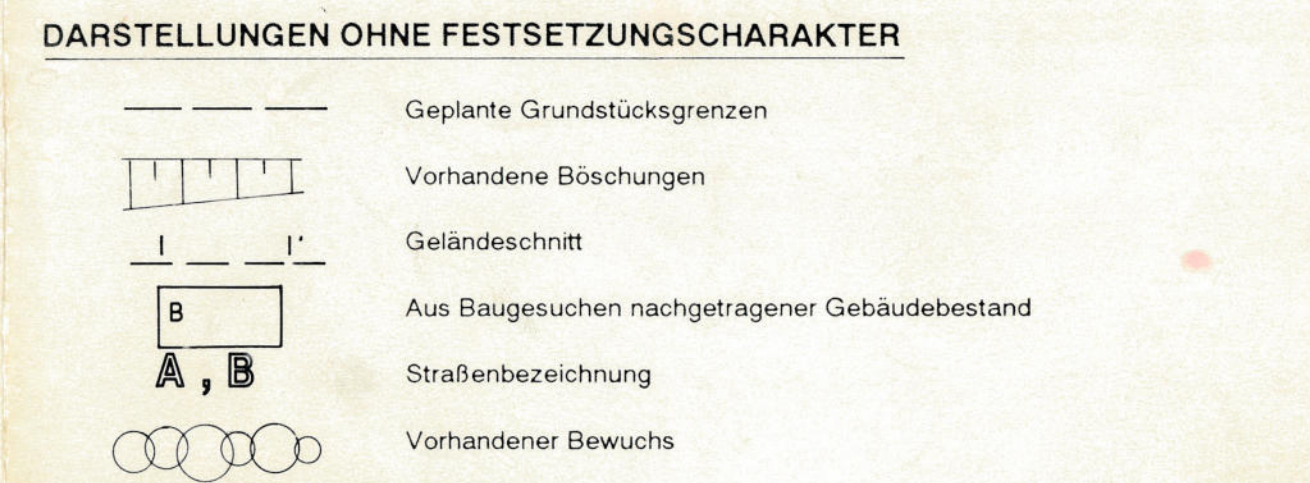 DARSTELLUNGEN OHNE FESTSETZUNGSCHARAKTER
Geplante Grundstücksgrenzen
Vorhandene Böschungen
I I' Geländeschnitt
B Aus Baugesuchen nachgetragener Gebäudebestand
A , B Straßenbezeichnung
Vorhandener Bewuchs